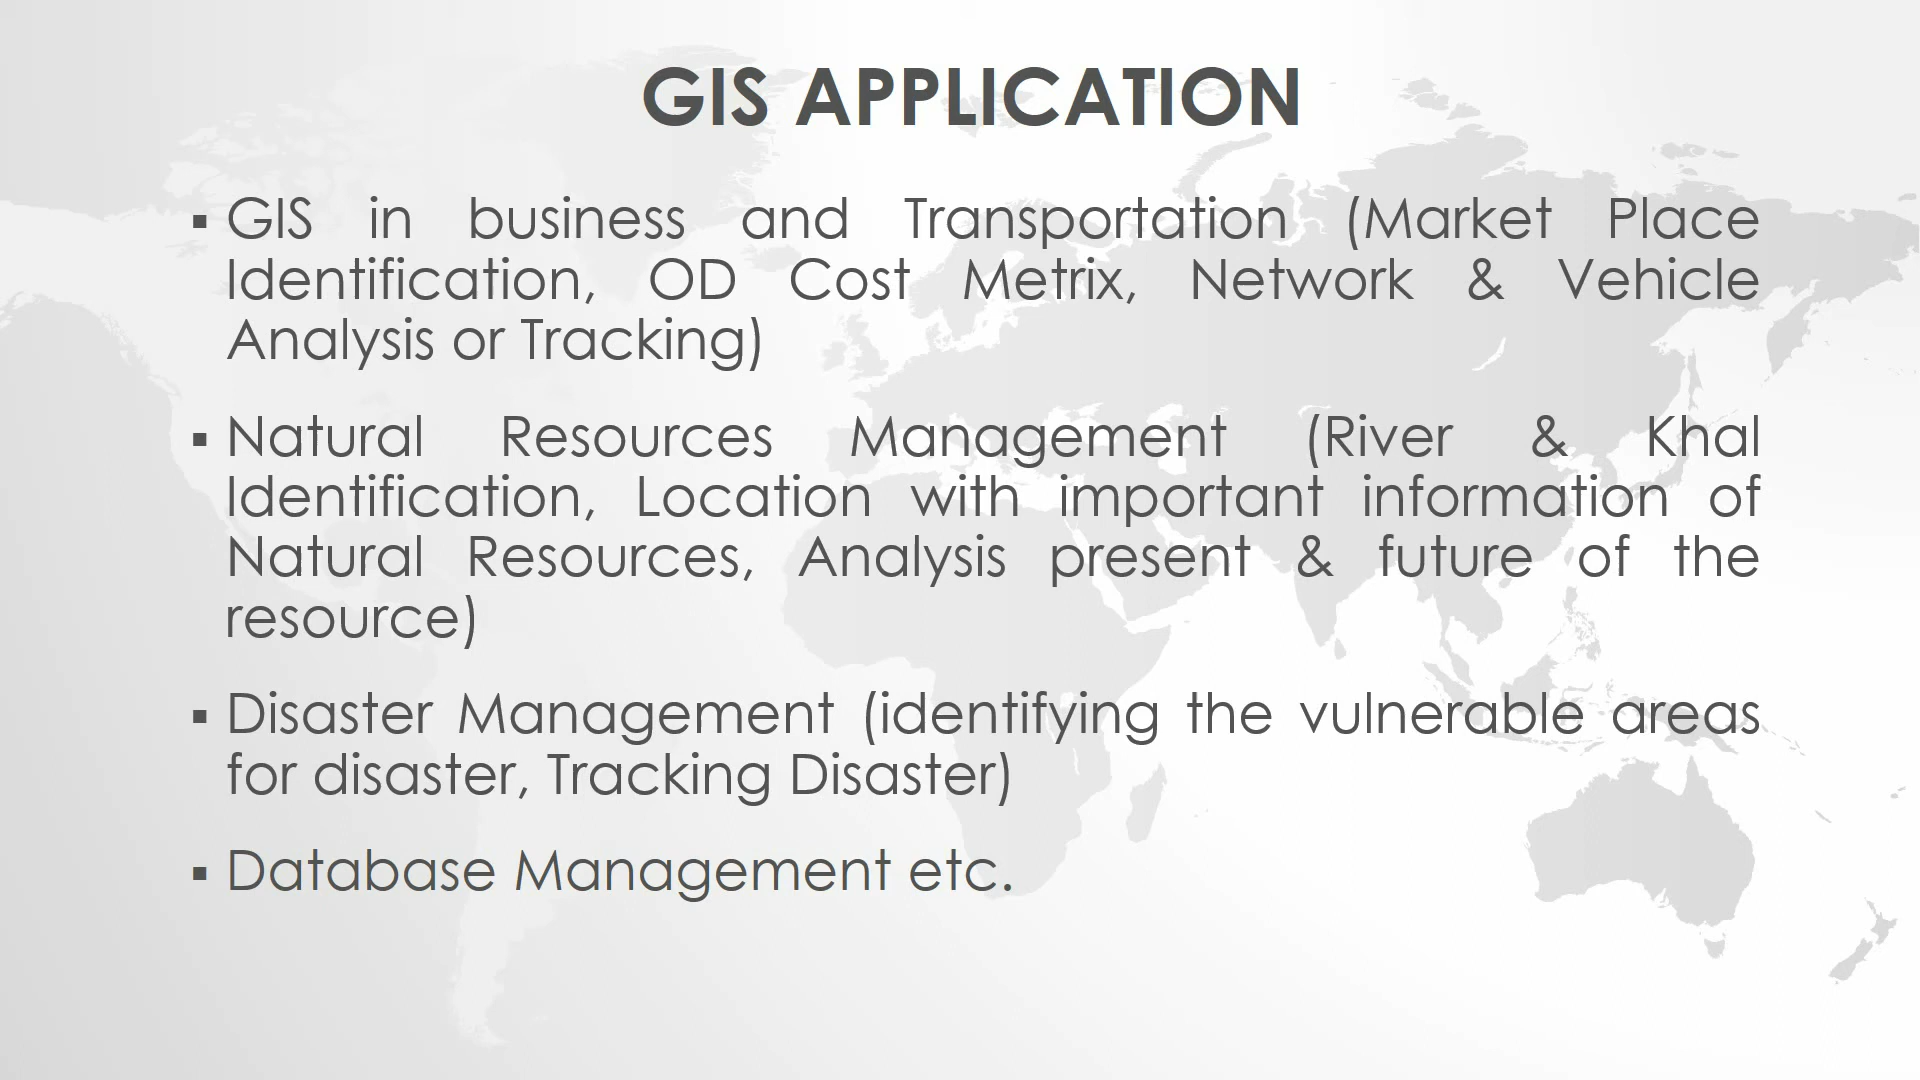 GIS APPLICATION
▪ GIS in business and Transportation (Market Place
Identification, OD Cost Metrix, Network & Vehicle
Analysis or Tracking)
▪ Natural Resources Management (River & Khal
Identification, Location with important information of
Natural Resources, Analysis present & future of the
resource)
▪ Disaster Management (identifying the vulnerable areas
for disaster, Tracking Disaster)
▪ Database Management etc.